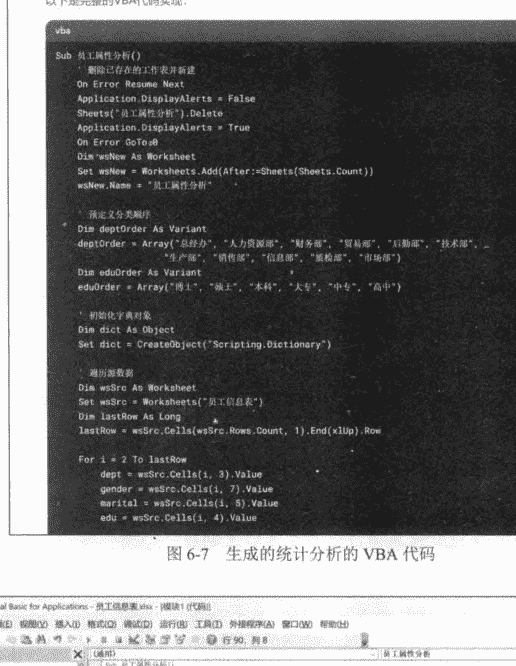 以下是完整的VBA代码实现:
vba
Sub 员工属性分析()
' 删除已存在的工作表并新建
On Error Resume Next
Application.DisplayAlerts = False
Sheets("员工属性分析").Delete
Application.DisplayAlerts = True
On Error GoTo 0
Dim wsNew As Worksheet
Set wsNew = Worksheets.Add(After:=Sheets(Sheets.Count))
wsNew.Name = "员工属性分析"
' 预定义分类顺序
Dim deptOrder As Variant
deptOrder = Array("总经办", "人力资源部", "财务部", "贸易部", "后勤部", "技术部", _
"生产部", "销售部", "信息部", "质检部", "市场部")
Dim eduOrder As Variant
eduOrder = Array("博士", "硕士", "本科", "大专", "中专", "高中")
' 初始化字典对象
Dim dict As Object
Set dict = CreateObject("Scripting.Dictionary")
' 遍历源数据
Dim wsSrc As Worksheet
Set wsSrc = Worksheets("员工信息表")
Dim lastRow As Long
lastRow = wsSrc.Cells(wsSrc.Rows.Count, 1).End(xlUp).Row
For i = 2 To lastRow
dept = wsSrc.Cells(i, 3).Value
gender = wsSrc.Cells(i, 7).Value
marital = wsSrc.Cells(i, 5).Value
edu = wsSrc.Cells(i, 4).Value
图 6-7 生成的统计分析的 VBA 代码
al Basic for Applications - 员工信息表.xlsx - [模块1 (代码)]
视图(V) 插入(I) 格式(O) 调试(D) 运行(R) 工具(T) 外接程序(A) 窗口(W) 帮助(H)
行 90, 列 8
(通用) 员工属性分析